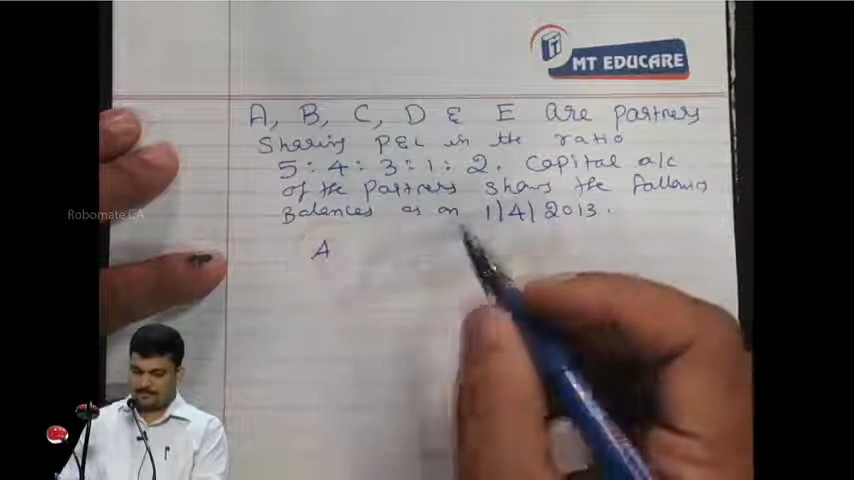 MT EDUCARE
A, B, C, D & E are partners
Sharing P&L in the ratio
5 : 4 : 3 : 1 : 2. Capital a/c
of the partners shows the follows
Balances as on 1/4/2013.
A
Robomate CA